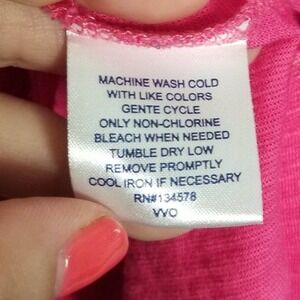 MACHINE WASH COLD
WITH LIKE COLORS
GENTE CYCLE
ONLY NON-CHLORINE
BLEACH WHEN NEEDED
TUMBLE DRY LOW
REMOVE PROMPTLY
COOL IRON IF NECESSARY
RN#134578
VVO